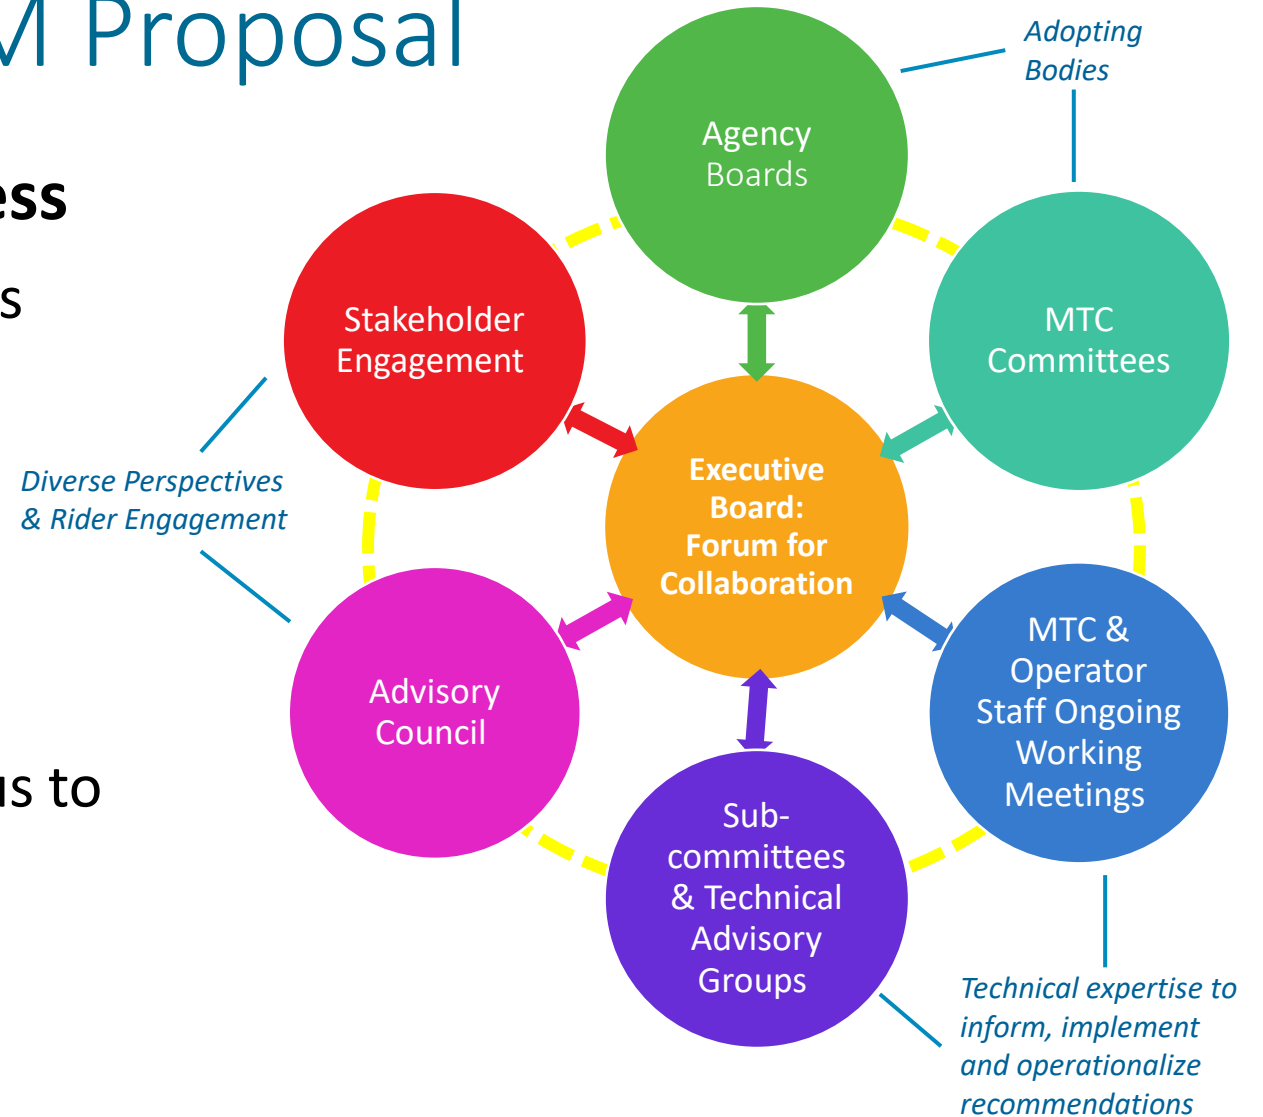 M Proposal
ess
s
us to
Adopting
Bodies
Agency
Boards
Stakeholder
Engagement
MTC
Committees
Diverse Perspectives
& Rider Engagement
Executive
Board:
Forum for
Collaboration
Advisory
Council
MTC &
Operator
Staff Ongoing
Working
Meetings
Sub-
committees
& Technical
Advisory
Groups
Technical expertise to
inform, implement
and operationalize
recommendations